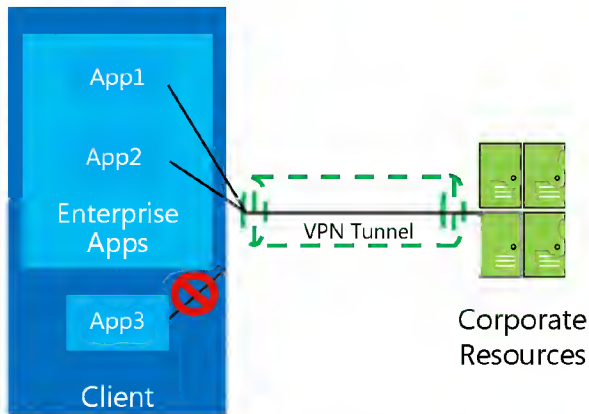 App1
App2
Enterprise
Apps
App3
Client
VPN Tunnel
Corporate
Resources